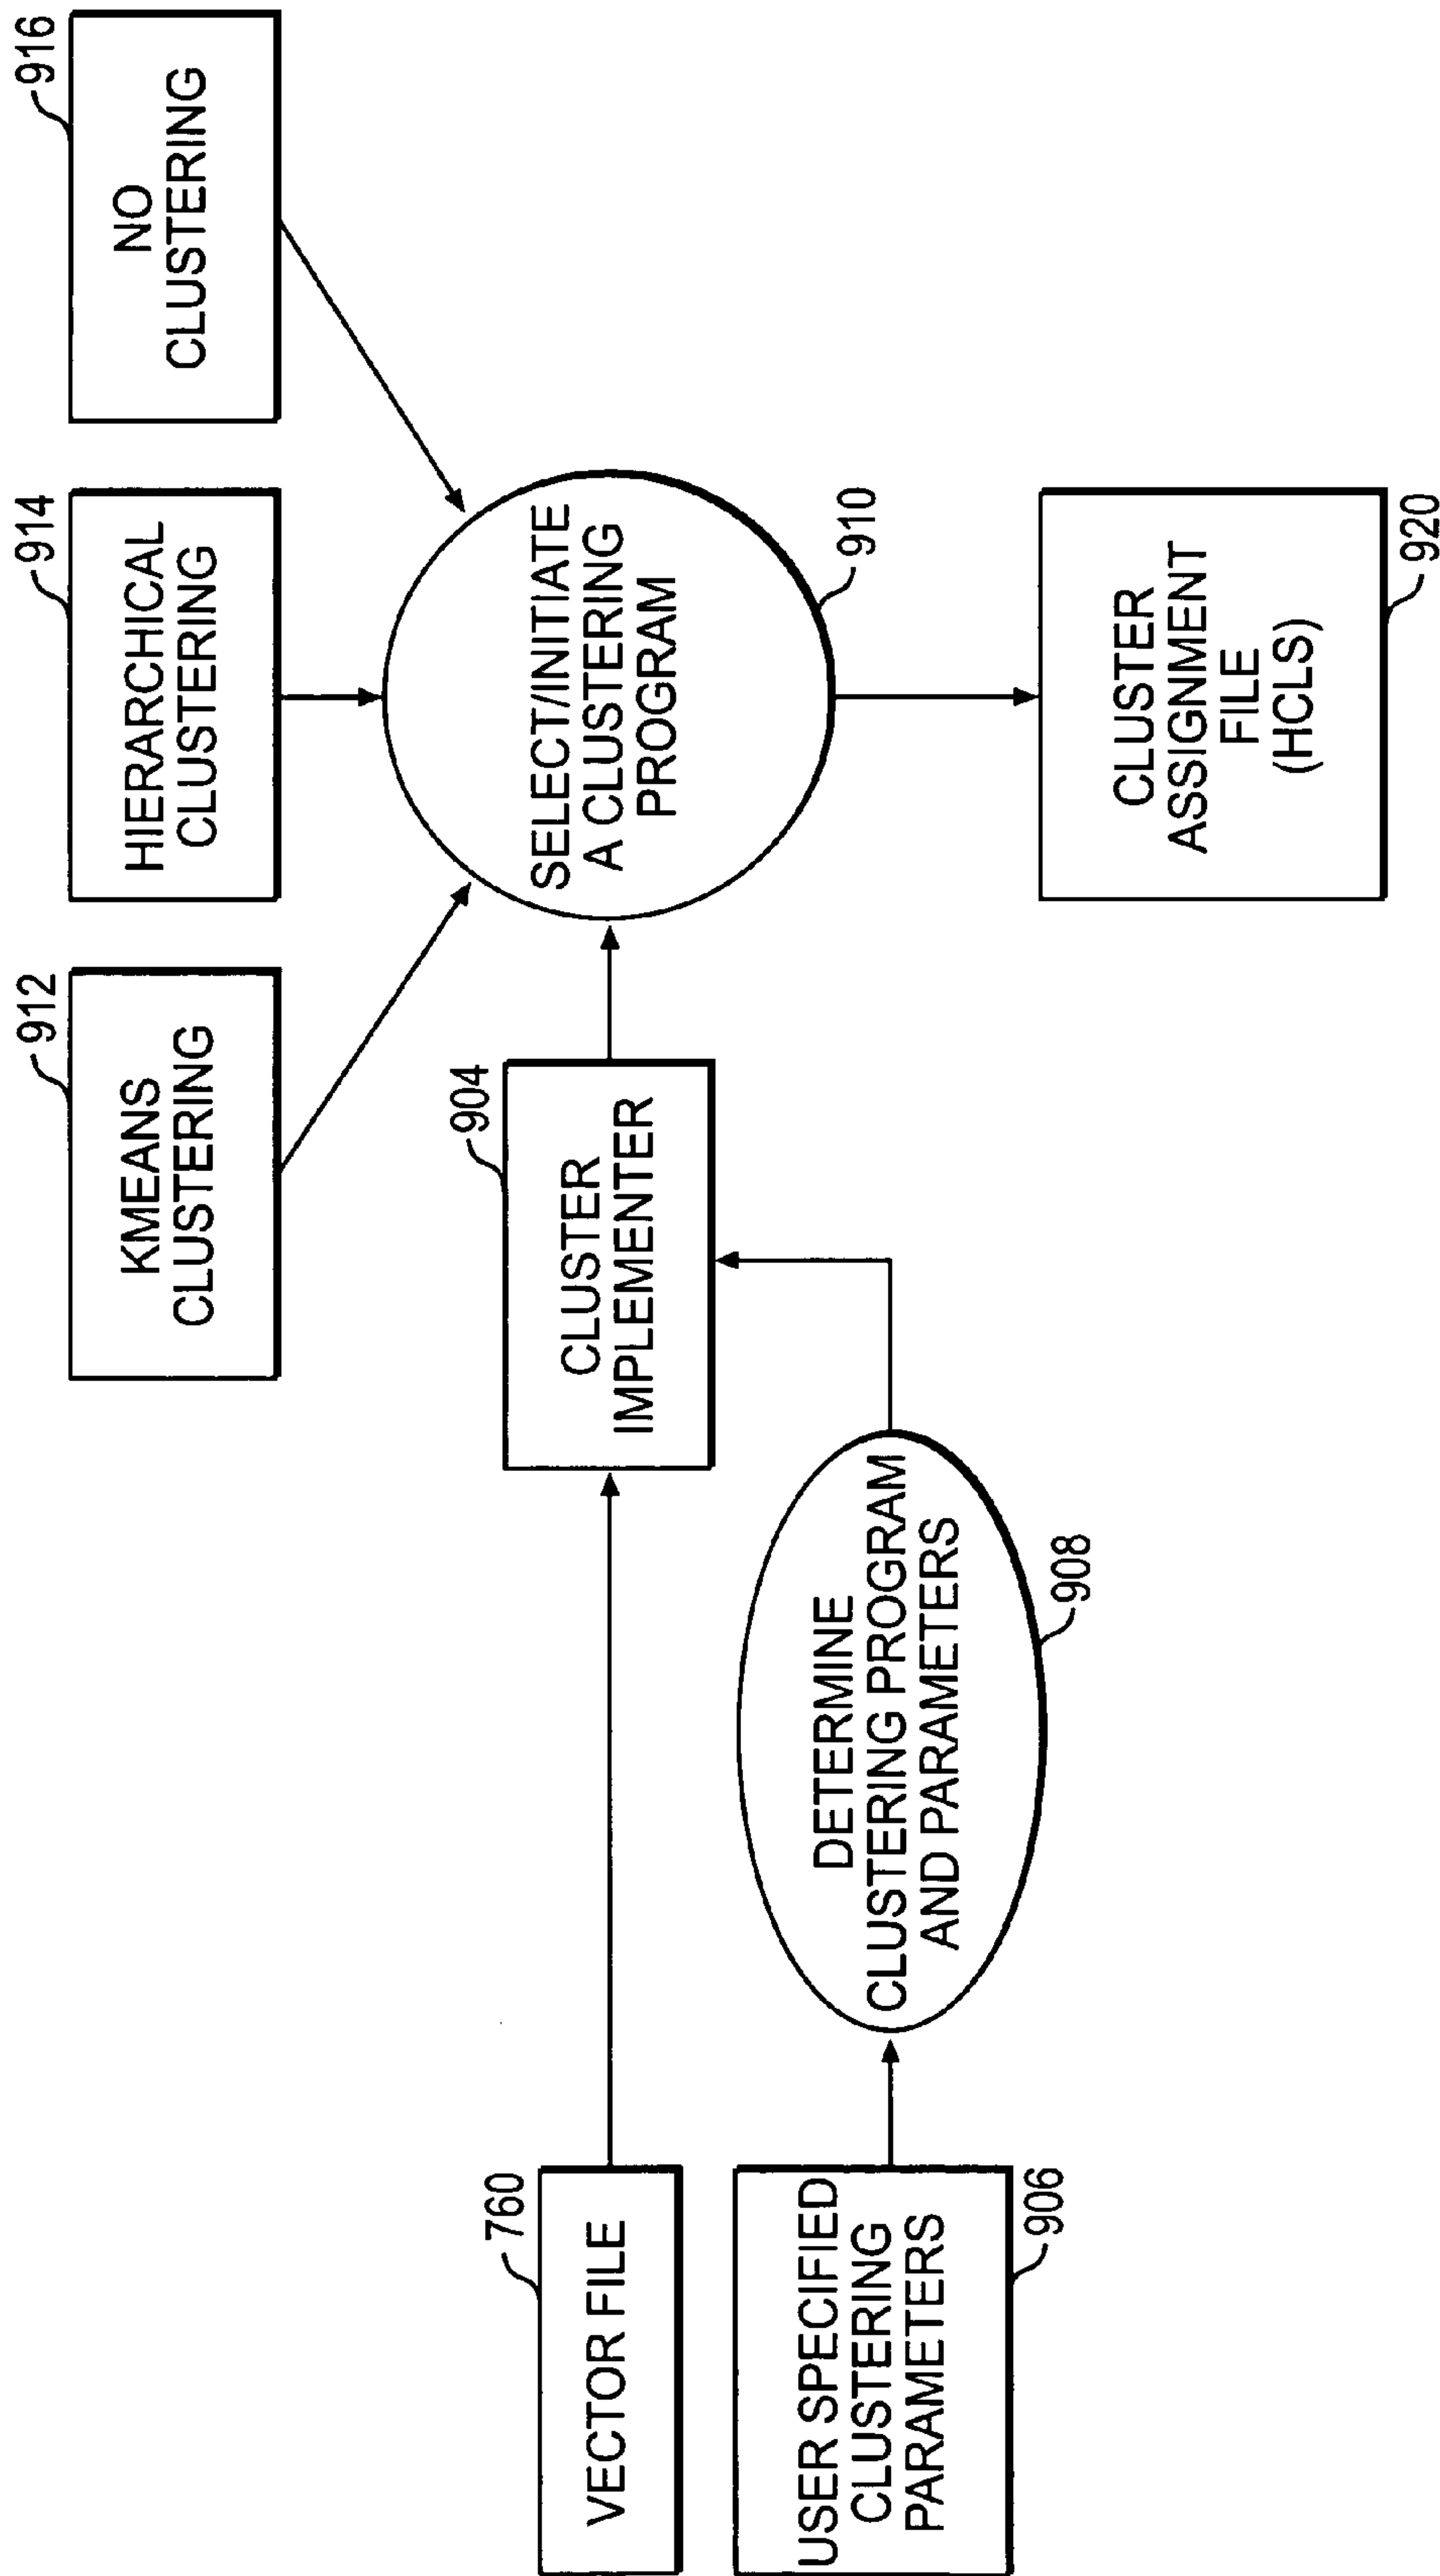 912
KMEANS
CLUSTERING
914
HIERARCHICAL
CLUSTERING
916
NO
CLUSTERING
760
VECTOR FILE
904
CLUSTER
IMPLEMENTER
SELECT/INITIATE
A CLUSTERING
PROGRAM
910
USER SPECIFIED
CLUSTERING
PARAMETERS
906
DETERMINE
CLUSTERING PROGRAM
AND PARAMETERS
908
CLUSTER
ASSIGNMENT
FILE
(HCLS)
920